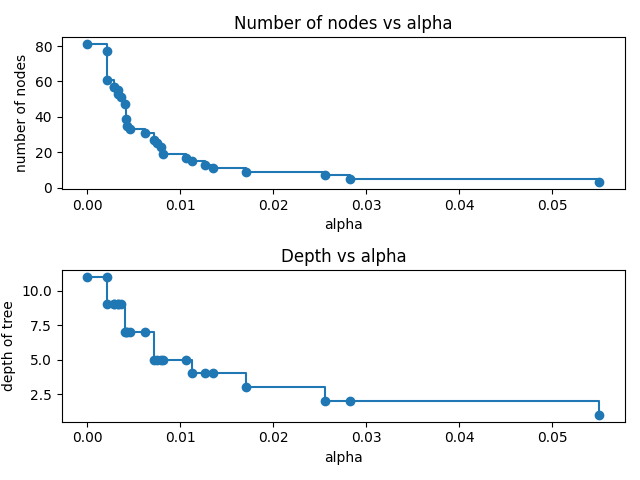 Number of nodes vs alpha
number of nodes
80
60
40
20
0
0.00 0.01 0.02 0.03 0.04 0.05
alpha
Depth vs alpha
depth of tree
10.0
7.5
5.0
2.5
0.00 0.01 0.02 0.03 0.04 0.05
alpha